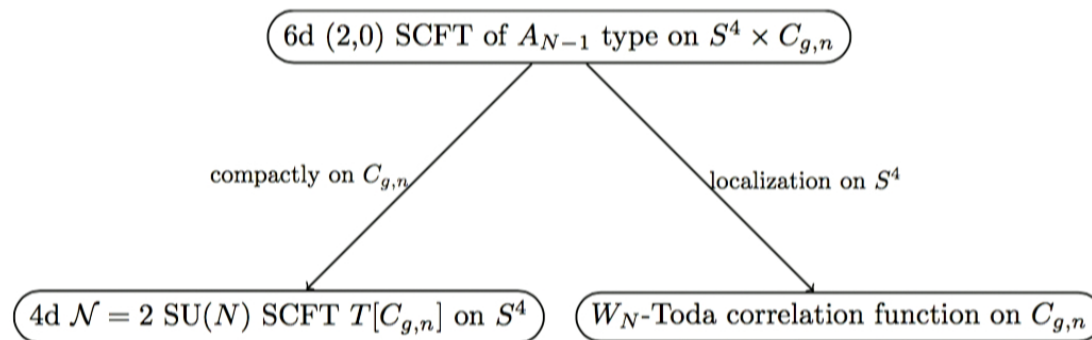 6d (2,0) SCFT of $A_{N-1}$ type on $S^4 \times C_{g,n}$
compactly on $C_{g,n}$
localization on $S^4$
4d $\mathcal{N} = 2$ SU($N$) SCFT $T[C_{g,n}]$ on $S^4$
$W_N$-Toda correlation function on $C_{g,n}$